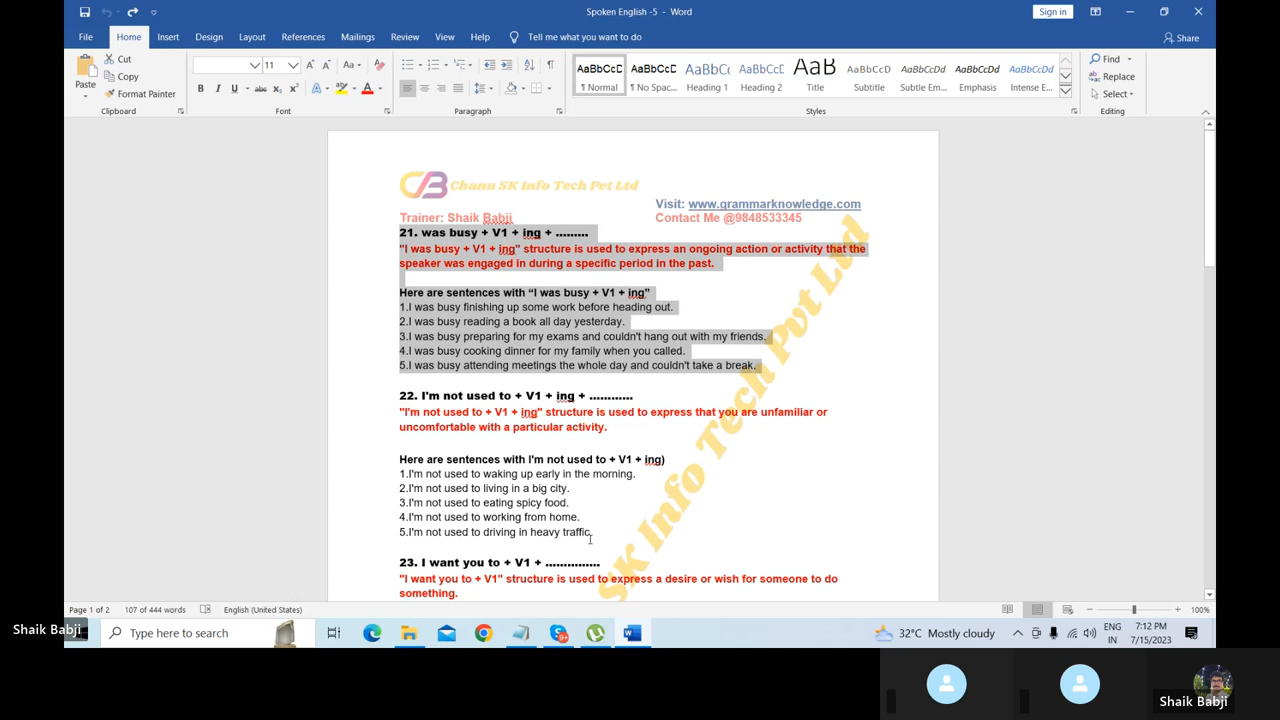 Spoken English -5 - Word
Sign in
File Home Insert Design Layout References Mailings Review View Help Tell me what you want to do
Share
Paste
Cut
Copy
Format Painter
Clipboard
11
Font
Paragraph
AaBbCcD AaBbCcD AaBbCc AaBbCcD AaB AaBbCcD AaBbCcDd AaBbCcDd AaBbCcDd
¶ Normal ¶ No Spac... Heading 1 Heading 2 Title Subtitle Subtle Em... Emphasis Intense E...
Styles
Find
Replace
Select
Editing
Chanu SK Info Tech Pvt Ltd
Visit: www.grammarknowledge.com
Trainer: Shaik Babji
Contact Me @9848533345
21. was busy + V1 + ing + .........
"I was busy + V1 + ing" structure is used to express an ongoing action or activity that the
speaker was engaged in during a specific period in the past.
Here are sentences with “I was busy + V1 + ing”
1.I was busy finishing up some work before heading out.
2.I was busy reading a book all day yesterday.
3.I was busy preparing for my exams and couldn't hang out with my friends.
4.I was busy cooking dinner for my family when you called.
5.I was busy attending meetings the whole day and couldn't take a break.
22. I'm not used to + V1 + ing + ............
"I'm not used to + V1 + ing" structure is used to express that you are unfamiliar or
uncomfortable with a particular activity.
Here are sentences with I'm not used to + V1 + ing)
1.I'm not used to waking up early in the morning.
2.I'm not used to living in a big city.
3.I'm not used to eating spicy food.
4.I'm not used to working from home.
5.I'm not used to driving in heavy traffic.
23. I want you to + V1 + ...............
"I want you to + V1" structure is used to express a desire or wish for someone to do
something.
SK Info Tech Pvt Ltd
Page 1 of 2 107 of 444 words English (United States)
100%
Shaik Babji
Type here to search
32°C Mostly cloudy
ENG
IN
7:12 PM
7/15/2023
Shaik Babji